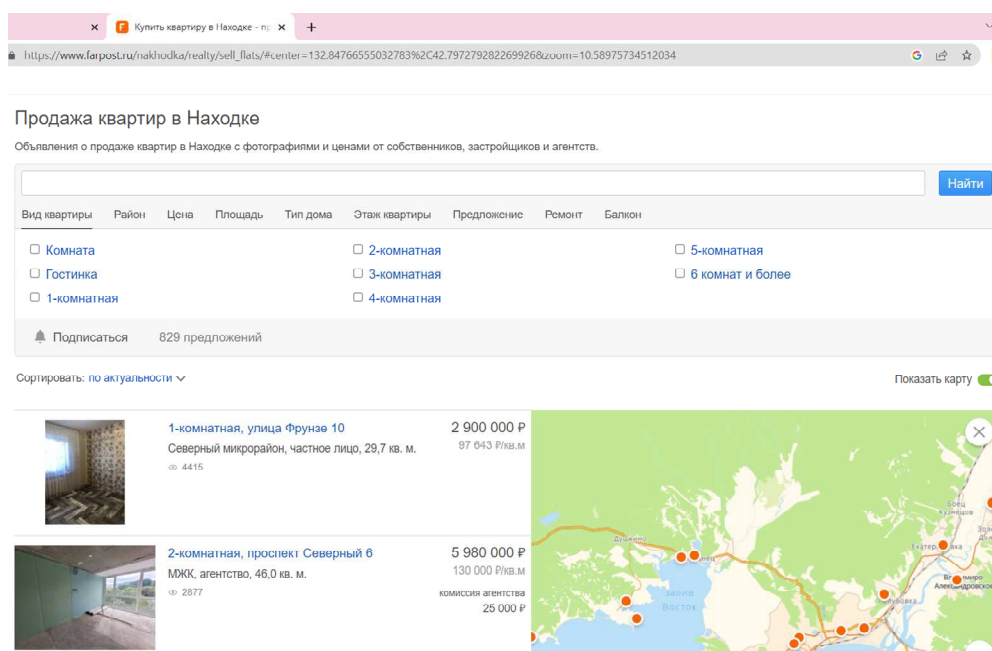 Купить квартиру в Находке - пр
https://www.farpost.ru/nakhodka/realty/sell_flats/#center=132.84766555032783%2C42.79727928226992&zoom=10.58975734512034
Продажа квартир в Находке
Объявления о продаже квартир в Находке с фотографиями и ценами от собственников, застройщиков и агентств.
Найти
Вид квартиры Район Цена Площадь Тип дома Этаж квартиры Предложение Ремонт Балкон
Комната 2-комнатная 5-комнатная
Гостинка 3-комнатная 6 комнат и более
1-комнатная 4-комнатная
Подписаться 829 предложений
Сортировать: по актуальности Показать карту
1-комнатная, улица Фрунзе 10 2 900 000 ₽
Северный микрорайон, частное лицо, 29,7 кв. м. 97 643 ₽/кв.м
4415
2-комнатная, проспект Северный 6 5 980 000 ₽
МЖК, агентство, 46,0 кв. м. 130 000 ₽/кв.м
2877 комиссия агентства
25 000 ₽
Боец
Кузнецов
Душкино
залив
Восток